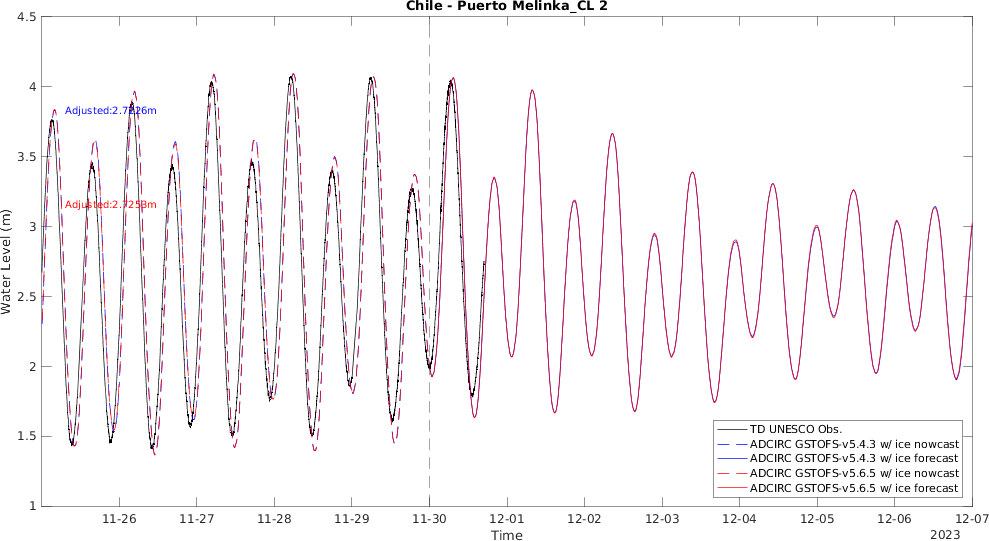 Chile - Puerto Melinka_CL 2
4.5
4
3.5
3
2.5
2
1.5
1
Water Level (m)
Adjusted:2.7226m
Adjusted:2.7253m
TD UNESCO Obs.
ADCIRC GSTOFS-v5.4.3 w/ ice nowcast
ADCIRC GSTOFS-v5.4.3 w/ ice forecast
ADCIRC GSTOFS-v5.6.5 w/ ice nowcast
ADCIRC GSTOFS-v5.6.5 w/ ice forecast
11-26 11-27 11-28 11-29 11-30 12-01 12-02 12-03 12-04 12-05 12-06 12-07
Time
2023